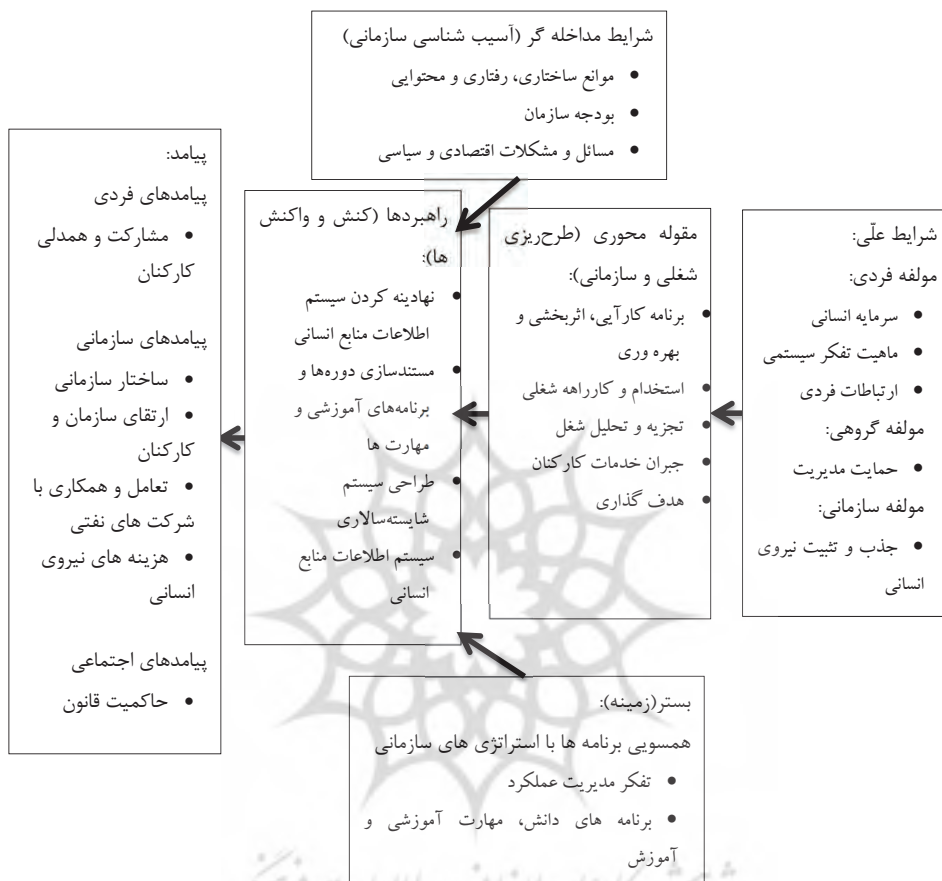 شرایط مداخله گر (آسیب شناسی سازمانی)
• موانع ساختاری، رفتاری و محتوایی
• بودجه سازمان
• مسائل و مشکلات اقتصادی و سیاسی
شرایط علّی:
مولفه فردی:
• سرمایه انسانی
• ماهیت تفکر سیستمی
• ارتباطات فردی
مولفه گروهی:
• حمایت مدیریت
مولفه سازمانی:
• جذب و تثبیت نیروی
انسانی
مقوله محوری (طرح‌ریزی
شغلی و سازمانی):
• برنامه کارآیی، اثربخشی و
بهره وری
• استخدام و کارراهه شغلی
• تجزیه و تحلیل شغل
• جبران خدمات کارکنان
• هدف گذاری
راهبردها (کنش و واکنش
ها):
• نهادینه کردن سیستم
اطلاعات منابع انسانی
• مستندسازی دوره‌ها و
برنامه‌های آموزشی و
مهارت ها
• طراحی سیستم
شایسته‌سالاری
• سیستم اطلاعات منابع
انسانی
پیامد:
پیامدهای فردی
• مشارکت و همدلی
کارکنان
پیامدهای سازمانی
• ساختار سازمانی
• ارتقای سازمان و
کارکنان
• تعامل و همکاری با
شرکت های نفتی
• هزینه های نیروی
انسانی
پیامدهای اجتماعی
• حاکمیت قانون
بستر(زمینه):
همسویی برنامه ها با استراتژی های سازمانی
• تفکر مدیریت عملکرد
• برنامه های دانش، مهارت آموزشی و
آموزش